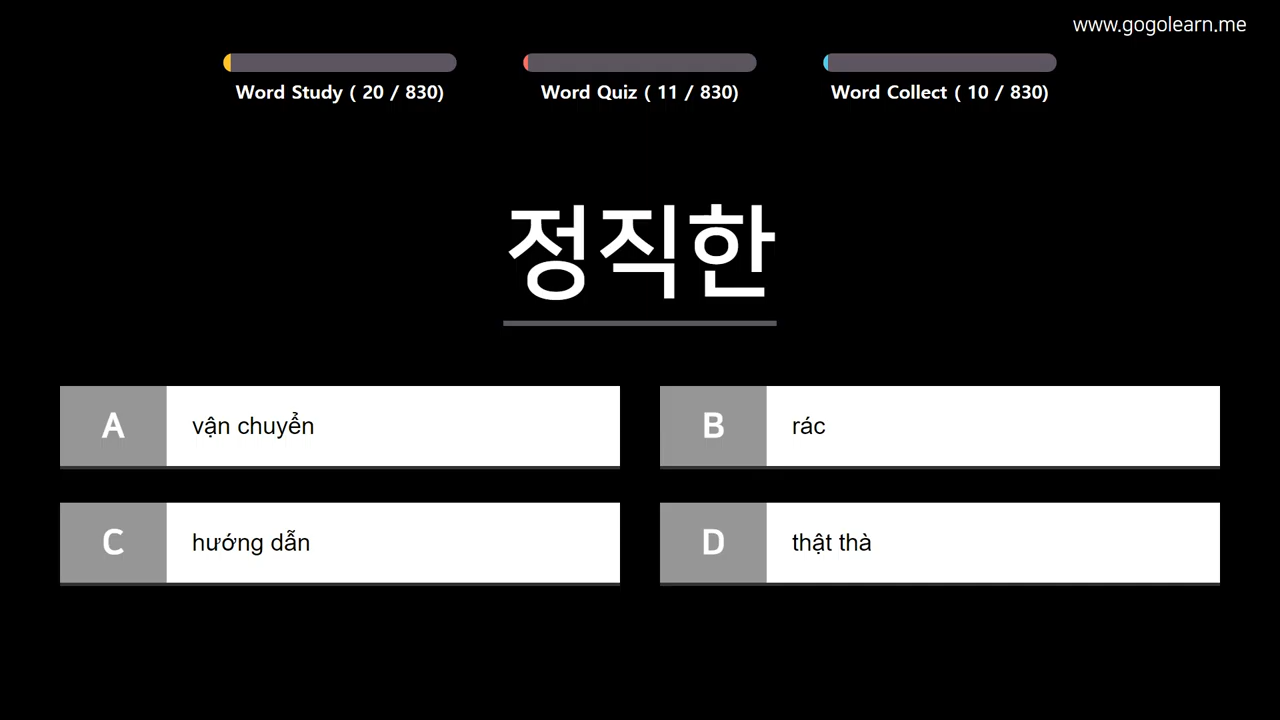 www.gogolearn.me
Word Study ( 20 / 830)
Word Quiz ( 11 / 830)
Word Collect ( 10 / 830)
정직한
A vận chuyển
B rác
C hướng dẫn
D thật thà